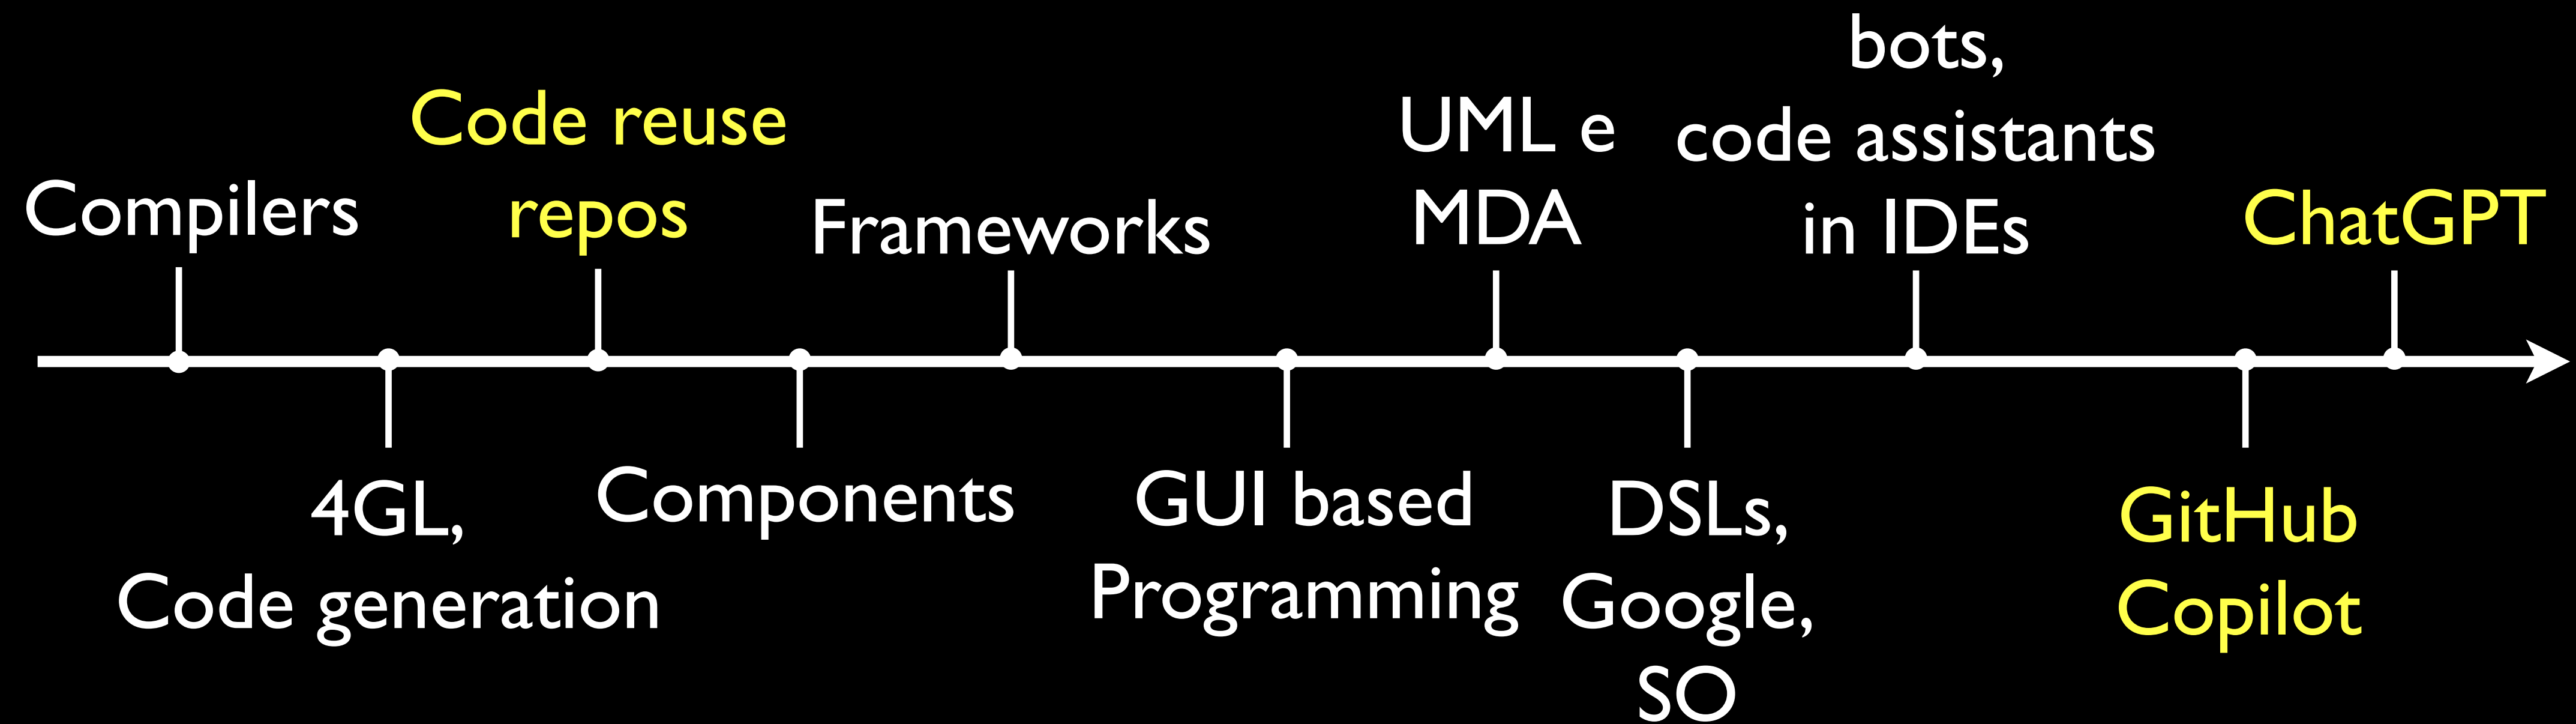 Compilers
4GL,
Code generation
Code reuse
repos
Components
Frameworks
GUI based
Programming
UML e
MDA
DSLs,
Google,
SO
bots,
code assistants
in IDEs
GitHub
Copilot
ChatGPT